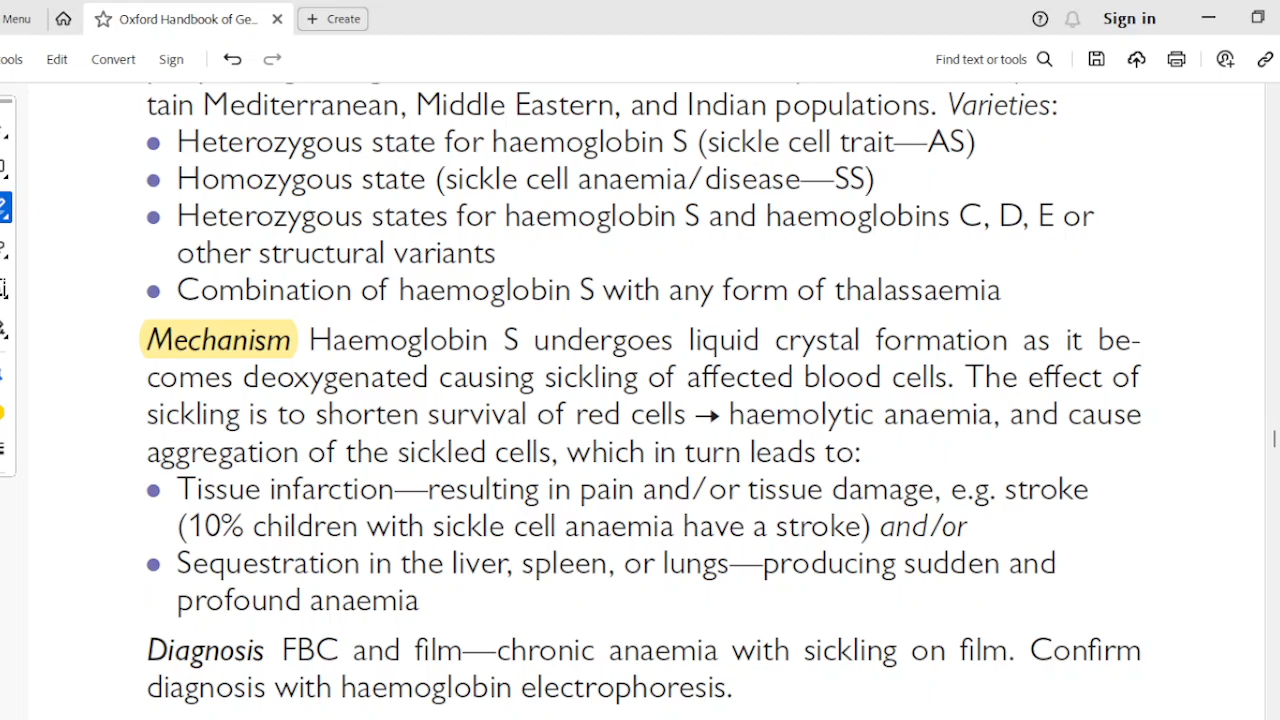 Menu
Oxford Handbook of Ge...
Create
Sign in
ools Edit Convert Sign
Find text or tools
tain Mediterranean, Middle Eastern, and Indian populations. Varieties:
• Heterozygous state for haemoglobin S (sickle cell trait—AS)
• Homozygous state (sickle cell anaemia/disease—SS)
• Heterozygous states for haemoglobin S and haemoglobins C, D, E or
other structural variants
• Combination of haemoglobin S with any form of thalassaemia
Mechanism Haemoglobin S undergoes liquid crystal formation as it be-
comes deoxygenated causing sickling of affected blood cells. The effect of
sickling is to shorten survival of red cells → haemolytic anaemia, and cause
aggregation of the sickled cells, which in turn leads to:
• Tissue infarction—resulting in pain and/or tissue damage, e.g. stroke
(10% children with sickle cell anaemia have a stroke) and/or
• Sequestration in the liver, spleen, or lungs—producing sudden and
profound anaemia
Diagnosis FBC and film—chronic anaemia with sickling on film. Confirm
diagnosis with haemoglobin electrophoresis.